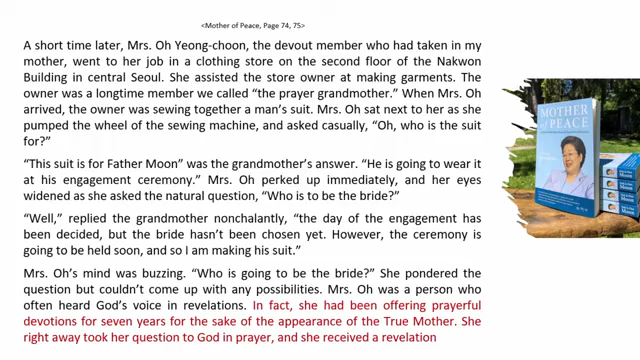 <Mother of Peace, Page 74, 75>
A short time later, Mrs. Oh Yeong-choon, the devout member who had taken in my
mother, went to her job in a clothing store on the second floor of the Nakwon
Building in central Seoul. She assisted the store owner at making garments. The
owner was a longtime member we called “the prayer grandmother.” When Mrs. Oh
arrived, the owner was sewing together a man’s suit. Mrs. Oh sat next to her as she
pumped the wheel of the sewing machine, and asked casually, “Oh, who is the suit
for?”
“This suit is for Father Moon” was the grandmother’s answer. “He is going to wear it
at his engagement ceremony.” Mrs. Oh perked up immediately, and her eyes
widened as she asked the natural question, “Who is to be the bride?”
“Well,” replied the grandmother nonchalantly, “the day of the engagement has
been decided, but the bride hasn’t been chosen yet. However, the ceremony is
going to be held soon, and so I am making his suit.”
Mrs. Oh’s mind was buzzing. “Who is going to be the bride?” She pondered the
question but couldn’t come up with any possibilities. Mrs. Oh was a person who
often heard God’s voice in revelations. In fact, she had been offering prayerful
devotions for seven years for the sake of the appearance of the True Mother. She
right away took her question to God in prayer, and she received a revelation
MOTHER
of PEACE